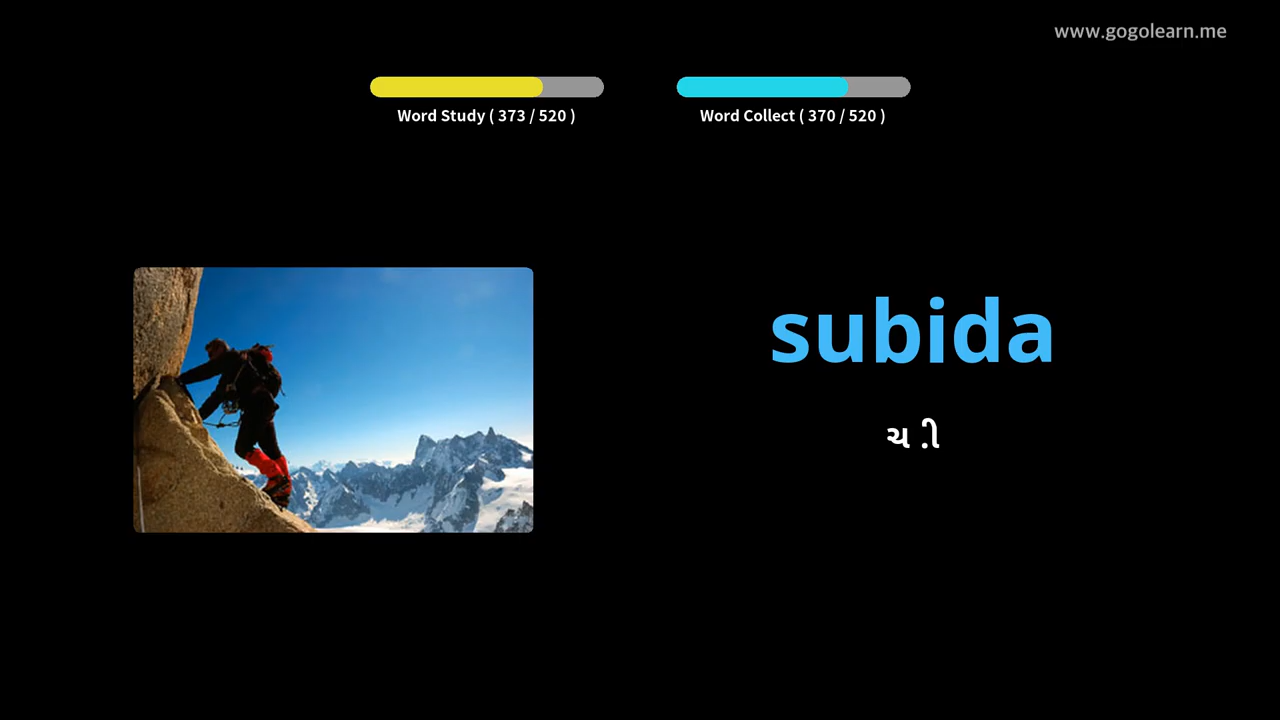 www.gogolearn.me
Word Study ( 373 / 520 )
Word Collect ( 370 / 520 )
subida
ચ .ી